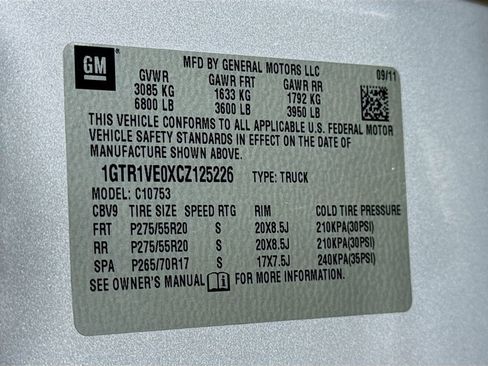 GM
MFD BY GENERAL MOTORS LLC
GVWR GAWR FRT GAWR RR 09/11
3085 KG 1633 KG 1792 KG
6800 LB 3600 LB 3950 LB
THIS VEHICLE CONFORMS TO ALL APPLICABLE U.S. FEDERAL MOTOR
VEHICLE SAFETY STANDARDS IN EFFECT ON THE DATE OF
MANUFACTURE SHOWN ABOVE.
1GTR1VE0XCZ125226 TYPE: TRUCK
MODEL: C10753
CBV9 TIRE SIZE SPEED RTG RIM COLD TIRE PRESSURE
FRT P275/55R20 S 20X8.5J 210KPA(30PSI)
RR P275/55R20 S 20X8.5J 210KPA(30PSI)
SPA P265/70R17 S 17X7.5J 240KPA(35PSI)
SEE OWNER'S MANUAL FOR MORE INFORMATION.